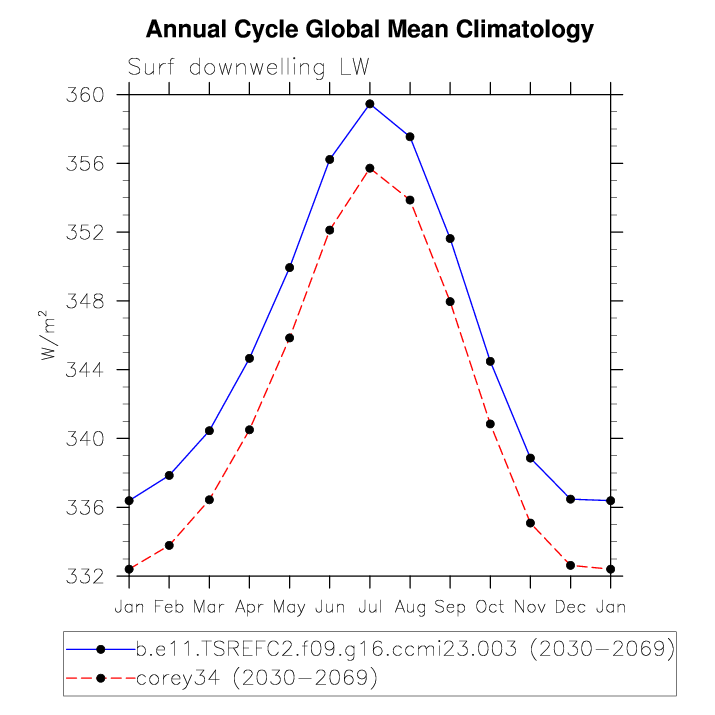 Annual Cycle Global Mean Climatology
Surf downwelling LW
360
356
352
348
344
340
336
332
W/m²
Jan Feb Mar Apr May Jun Jul Aug Sep Oct Nov Dec Jan
b.e11.TSREFC2.f09.g16.ccmi23.003 (2030−2069)
corey34 (2030−2069)